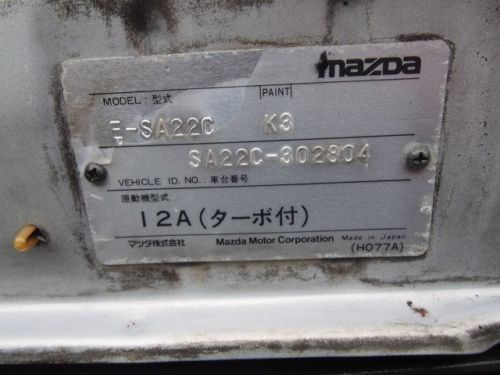 mazda
MODEL: 型式 PAINT
E-SA22C K3
SA22C-302804
VEHICLE ID. NO.: 車台番号
原動機型式
12A(ターボ付)
マツダ株式会社 Mazda Motor Corporation Made in Japan
(H077A)